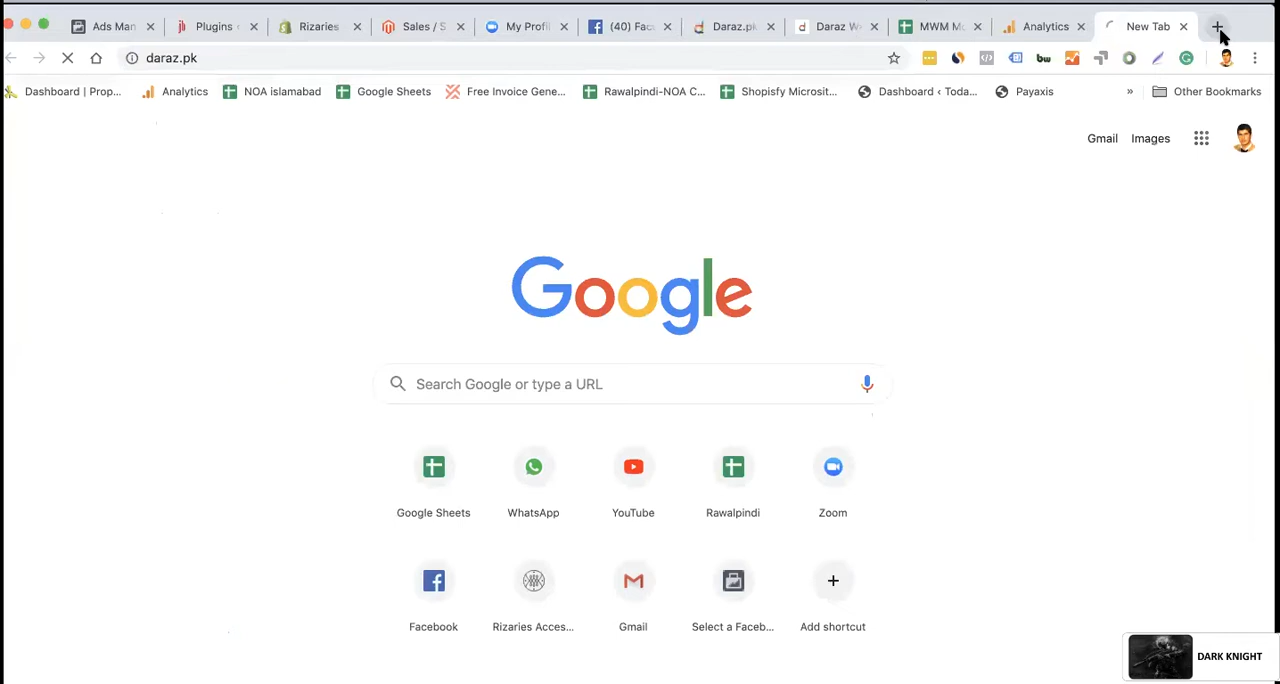 Ads Man
Plugins
Rizaries
Sales / S
My Profil
(40) Fac
Daraz.pk
Daraz W
MWM Mo
Analytics
New Tab
daraz.pk
Dashboard | Prop...
Analytics
NOA islamabad
Google Sheets
Free Invoice Gene...
Rawalpindi-NOA C...
Shopisfy Microsit...
Dashboard ‹ Toda...
Payaxis
»
Other Bookmarks
Gmail
Images
Google
Search Google or type a URL
Google Sheets
WhatsApp
YouTube
Rawalpindi
Zoom
Facebook
Rizaries Acces...
Gmail
Select a Faceb...
Add shortcut
DARK KNIGHT